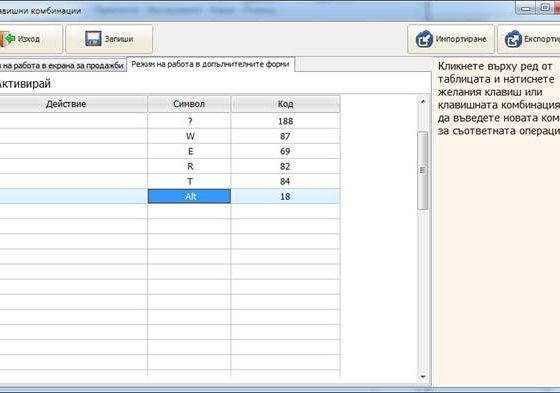 авишни комбинации
Изход
Запиши
Импортиране
Експорти
на работа в екрана за продажби
Режим на работа в допълнителните форми
Активирай
Действие Символ Код
? 188
W 87
E 69
R 82
T 84
Alt 18
Кликнете върху ред от
таблицата и натиснете
желания клавиш или
клавишната комбинация
да въведете новата ком
за съответната операци